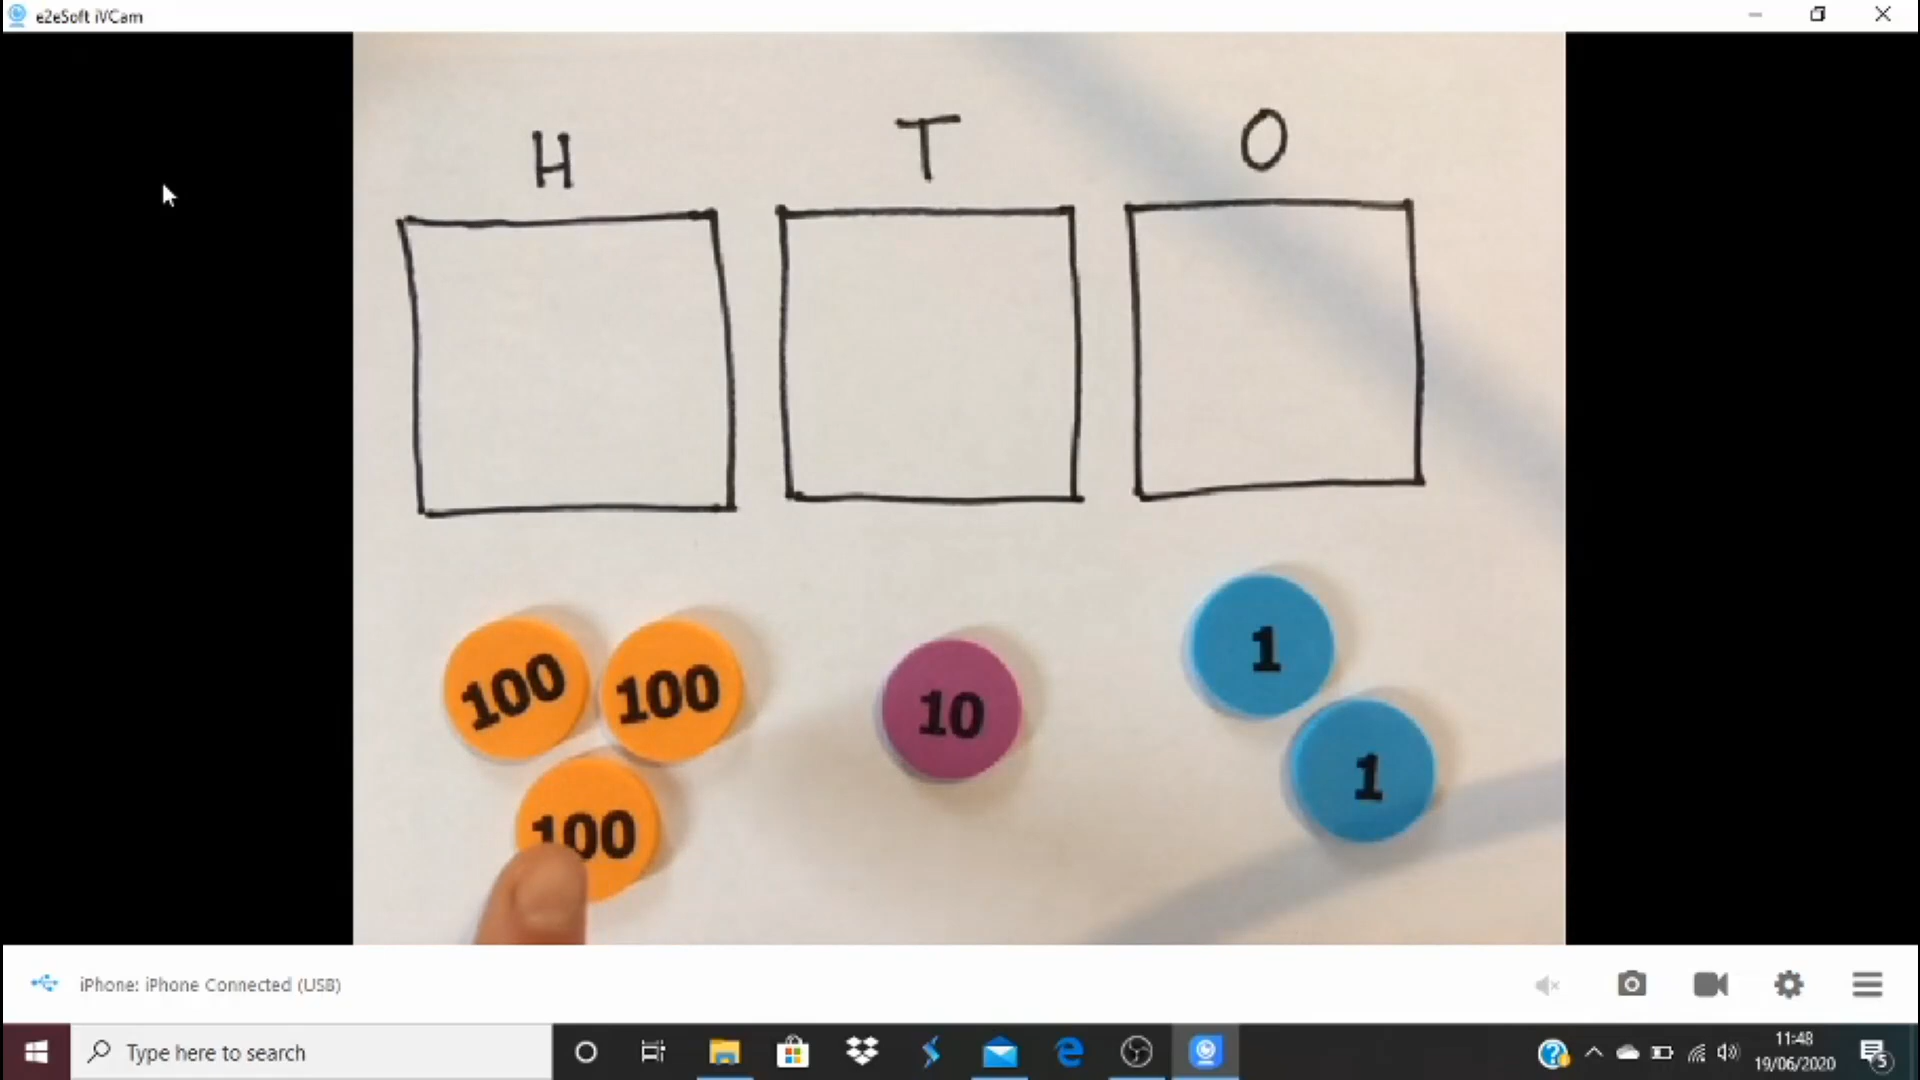 e2eSoft iVCam
H T O
100 100 10 1
100 1
iPhone: iPhone Connected (USB)
Type here to search
11:48
19/06/2020
5